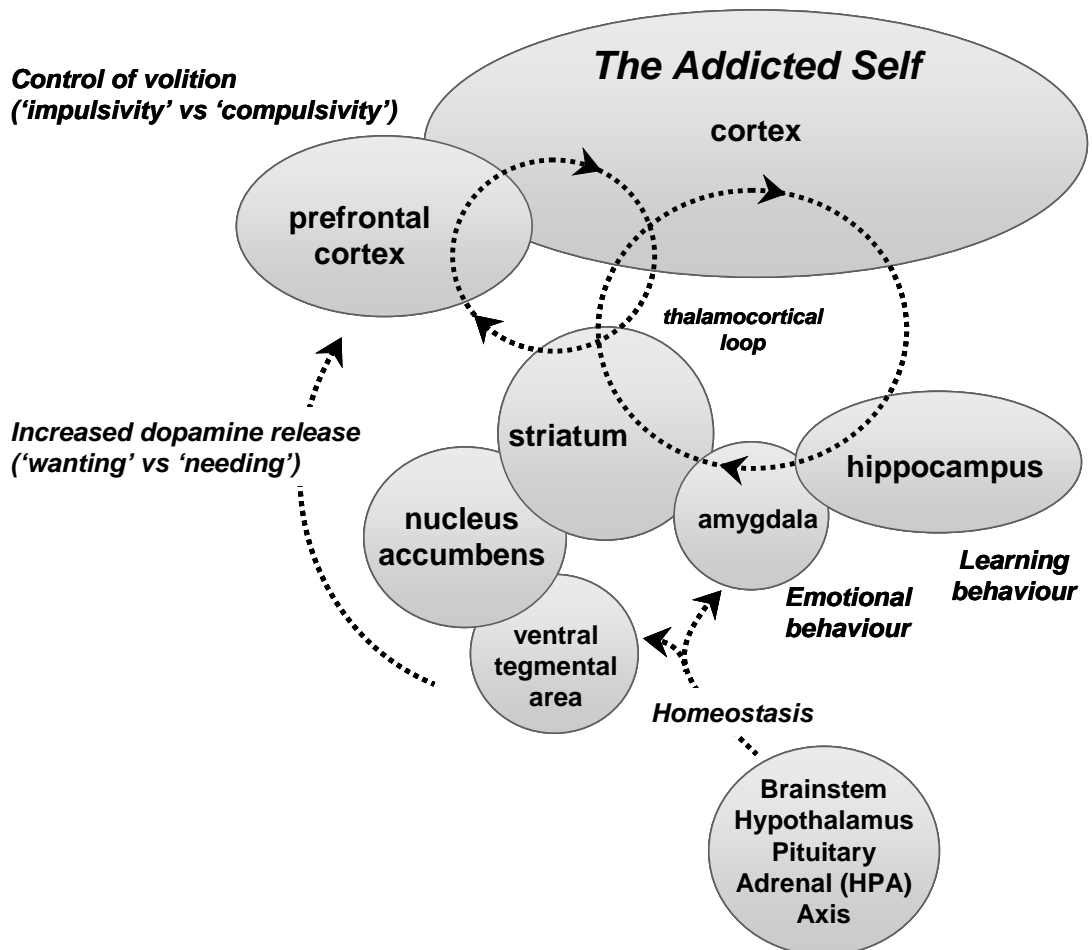 The Addicted Self
cortex
Control of volition
(‘impulsivity’ vs ‘compulsivity’)
prefrontal
cortex
thalamocortical
loop
Increased dopamine release
(‘wanting’ vs ‘needing’)
striatum
hippocampus
nucleus
accumbens
amygdala
Learning
behaviour
Emotional
behaviour
ventral
tegmental
area
Homeostasis
Brainstem
Hypothalamus
Pituitary
Adrenal (HPA)
Axis